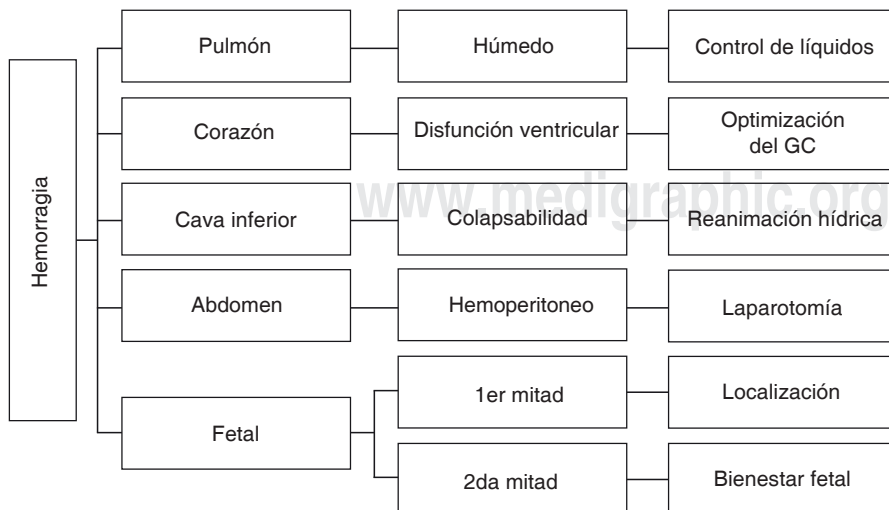 Hemorragia
Pulmón
Húmedo
Control de líquidos
Corazón
Disfunción ventricular
Optimización
del GC
www.medigraphic.org
Cava inferior
Colapsabilidad
Reanimación hídrica
Abdomen
Hemoperitoneo
Laparotomía
Fetal
1er mitad
Localización
2da mitad
Bienestar fetal